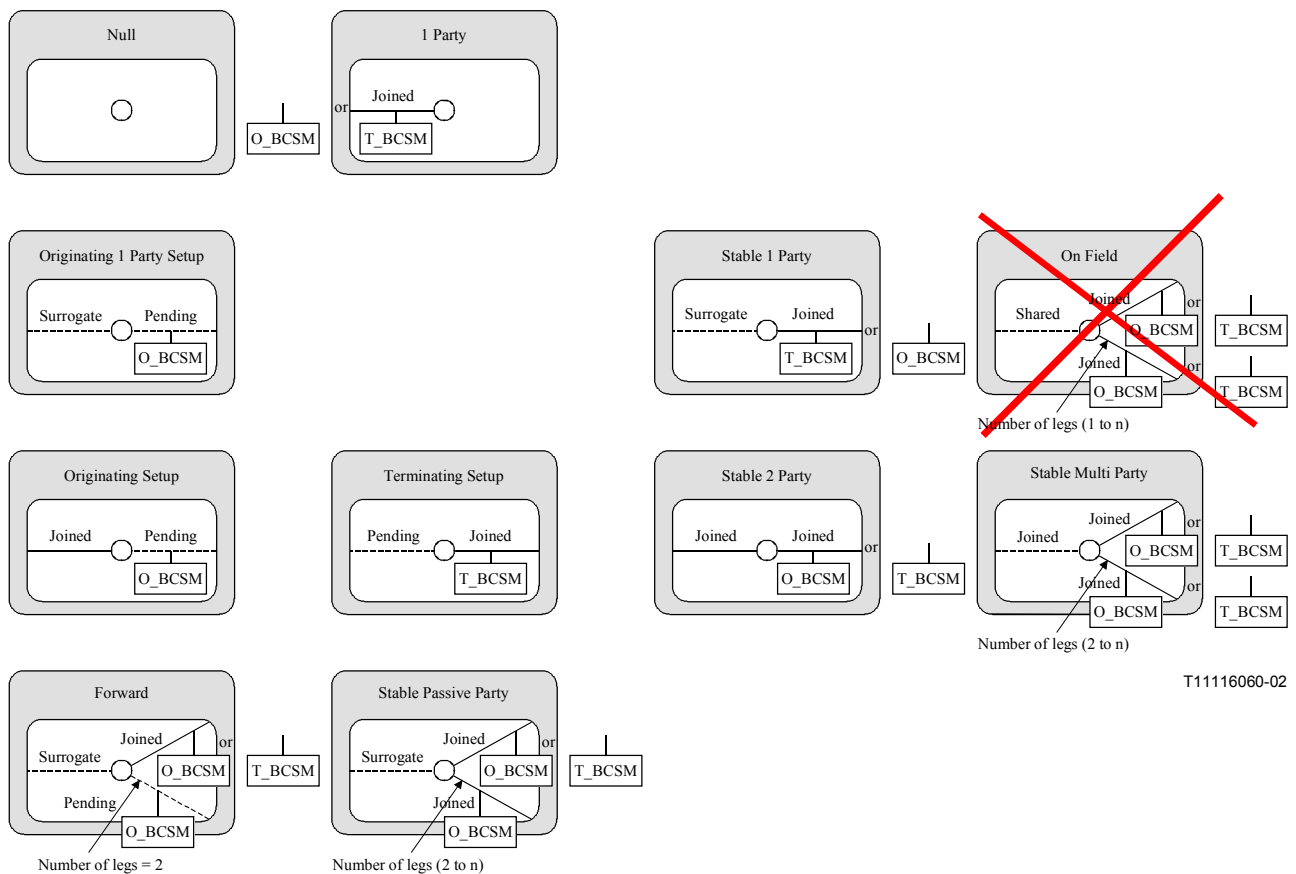 Null
1 Party
or
Joined
O_BCSM
T_BCSM
Originating 1 Party Setup
Surrogate
Pending
O_BCSM
Stable 1 Party
Surrogate
Joined
or
T_BCSM
O_BCSM
On Field
Shared
Joined
or
O_BCSM
T_BCSM
Joined
or
O_BCSM
T_BCSM
Number of legs (1 to n)
Originating Setup
Joined
Pending
O_BCSM
Terminating Setup
Pending
Joined
T_BCSM
Stable 2 Party
Joined
Joined
or
O_BCSM
T_BCSM
Stable Multi Party
Joined
Joined
or
O_BCSM
T_BCSM
Joined
or
O_BCSM
T_BCSM
Number of legs (2 to n)
T11116060-02
Forward
Surrogate
Joined
or
O_BCSM
T_BCSM
Pending
O_BCSM
Number of legs = 2
Stable Passive Party
Surrogate
Joined
or
O_BCSM
T_BCSM
Joined
O_BCSM
Number of legs (2 to n)